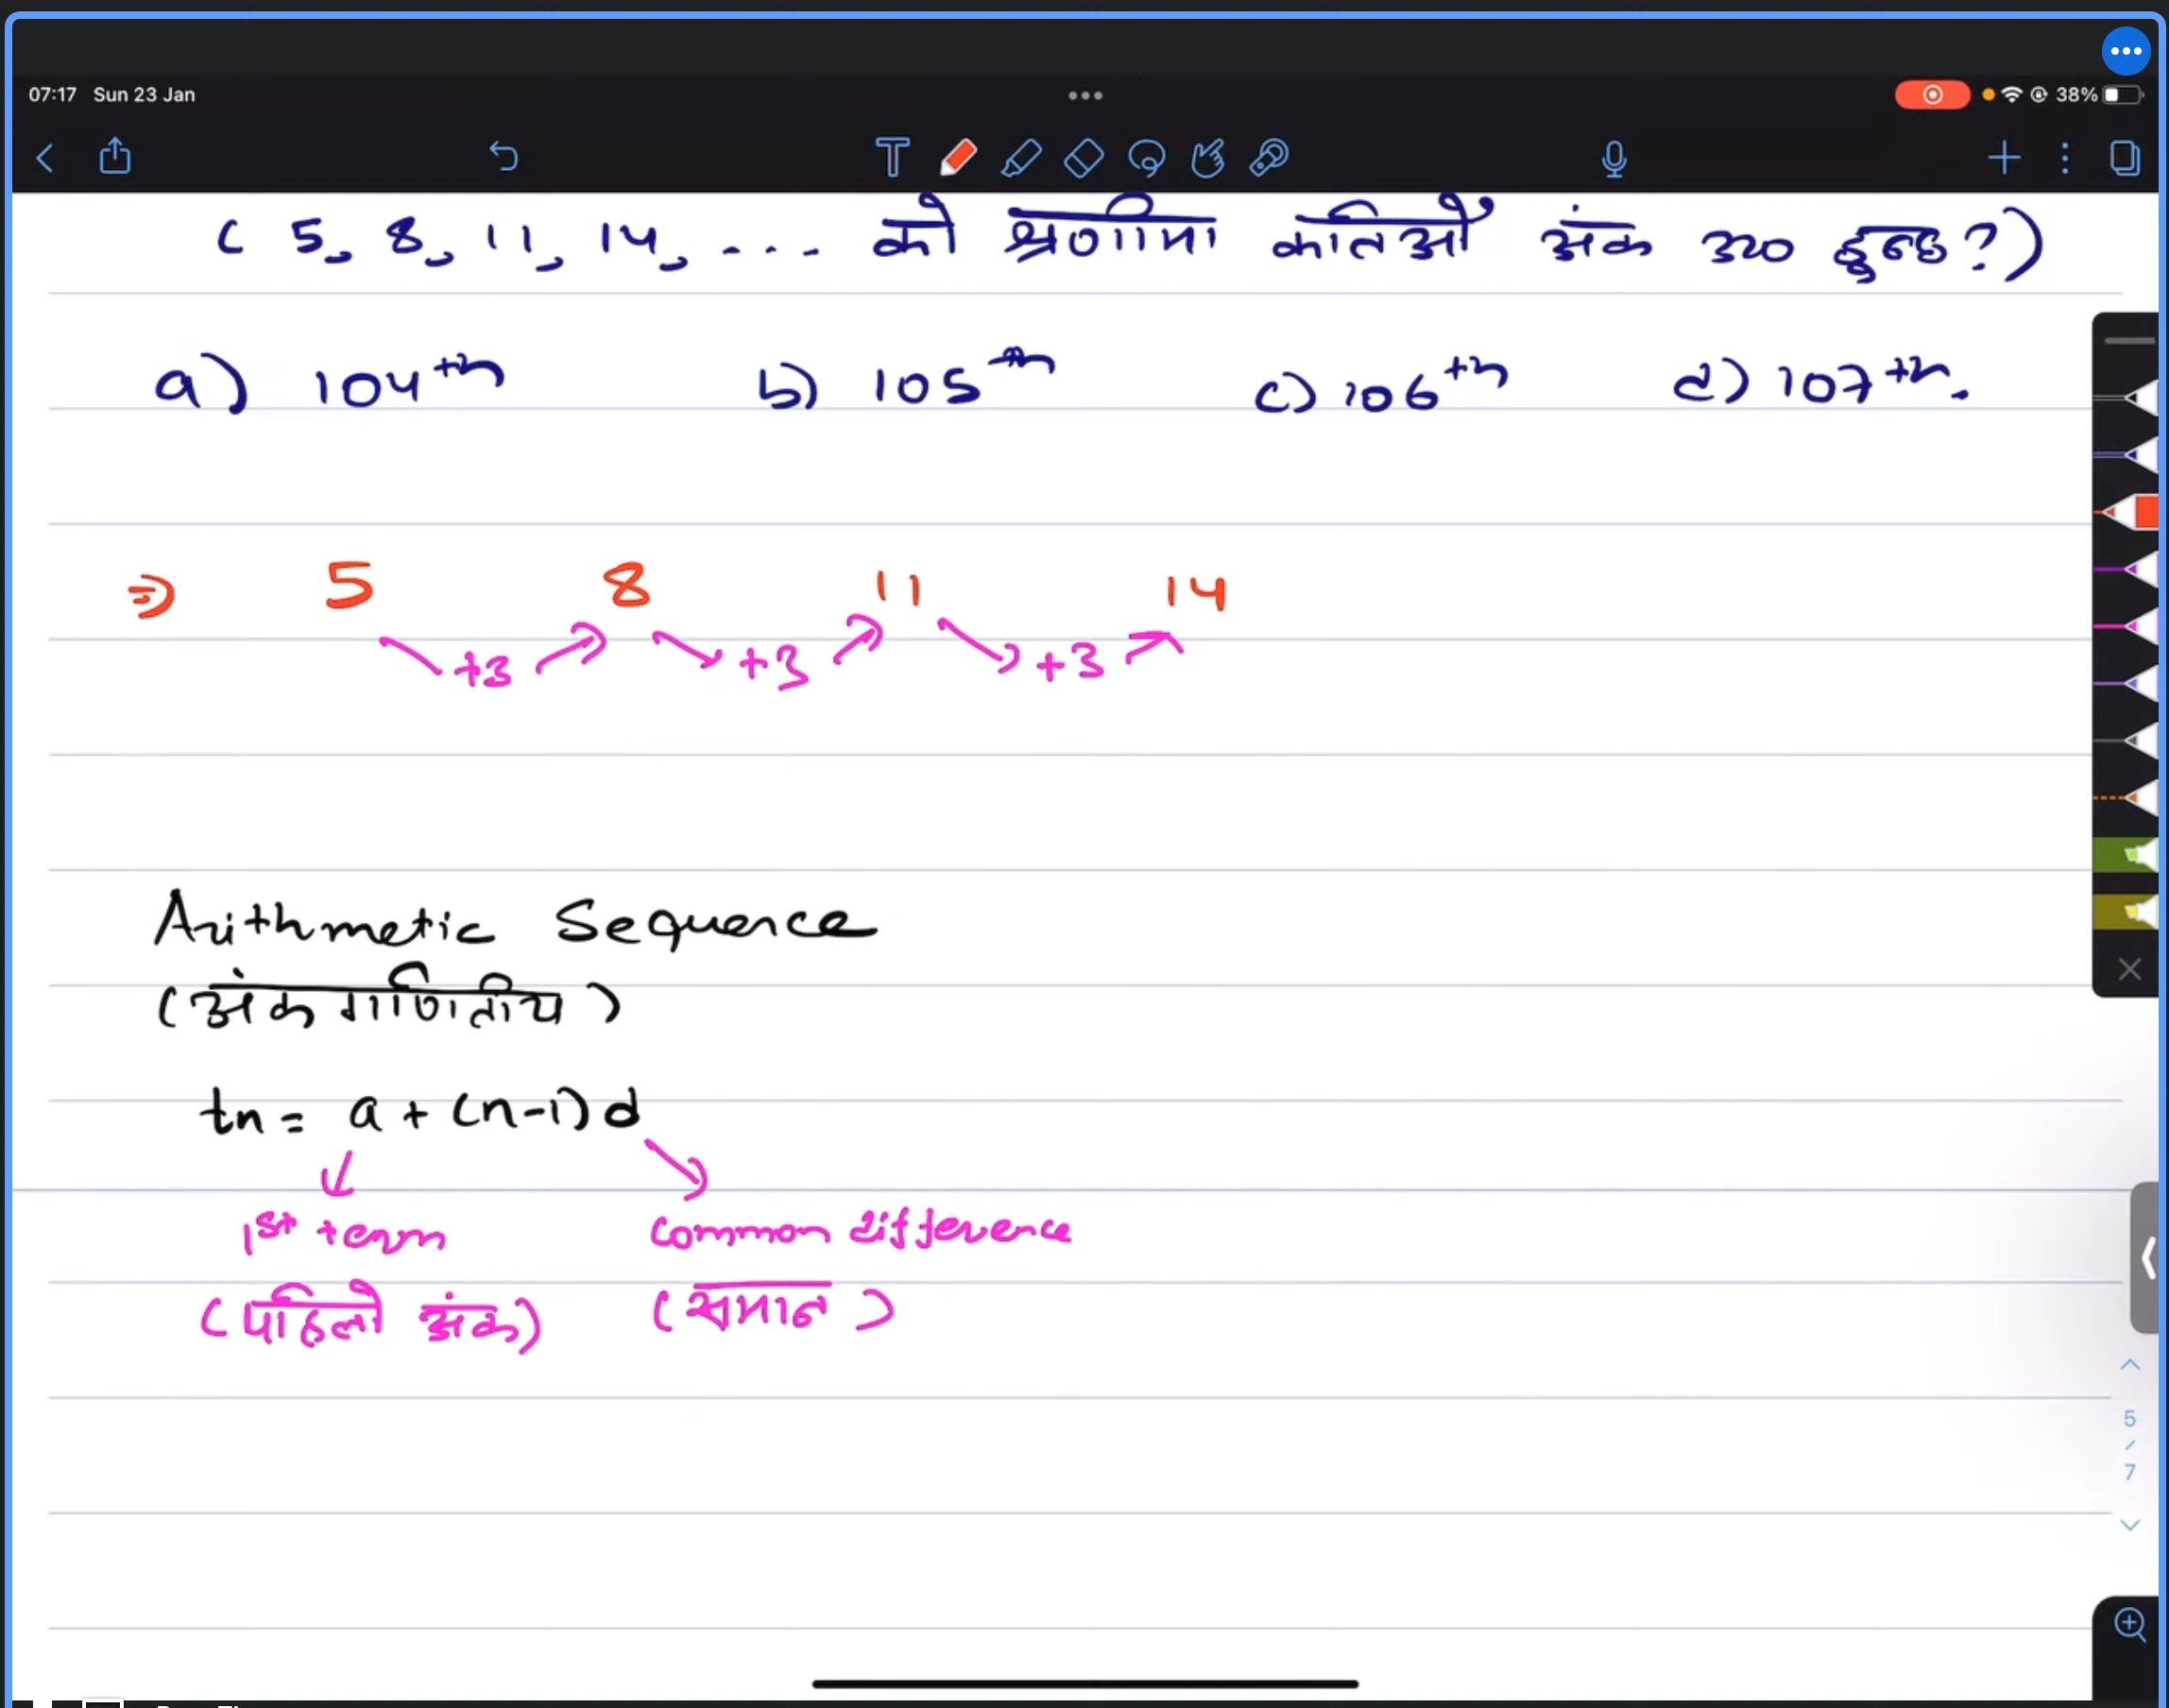 07:17 Sun 23 Jan
38%
( 5, 8, 11, 14, ... को श्रेणीमा कतिऔं अंक 320 हुन्छ ?)
a) 104th b) 105th c) 106th d) 107th.
⇒ 5 8 11 14
+3 +3 +3
Arithmetic Sequence
(अंक गणितीय)
tn = a + (n-1)d
1st term common difference
(पहिलो अंक) (समान)
5
/
7